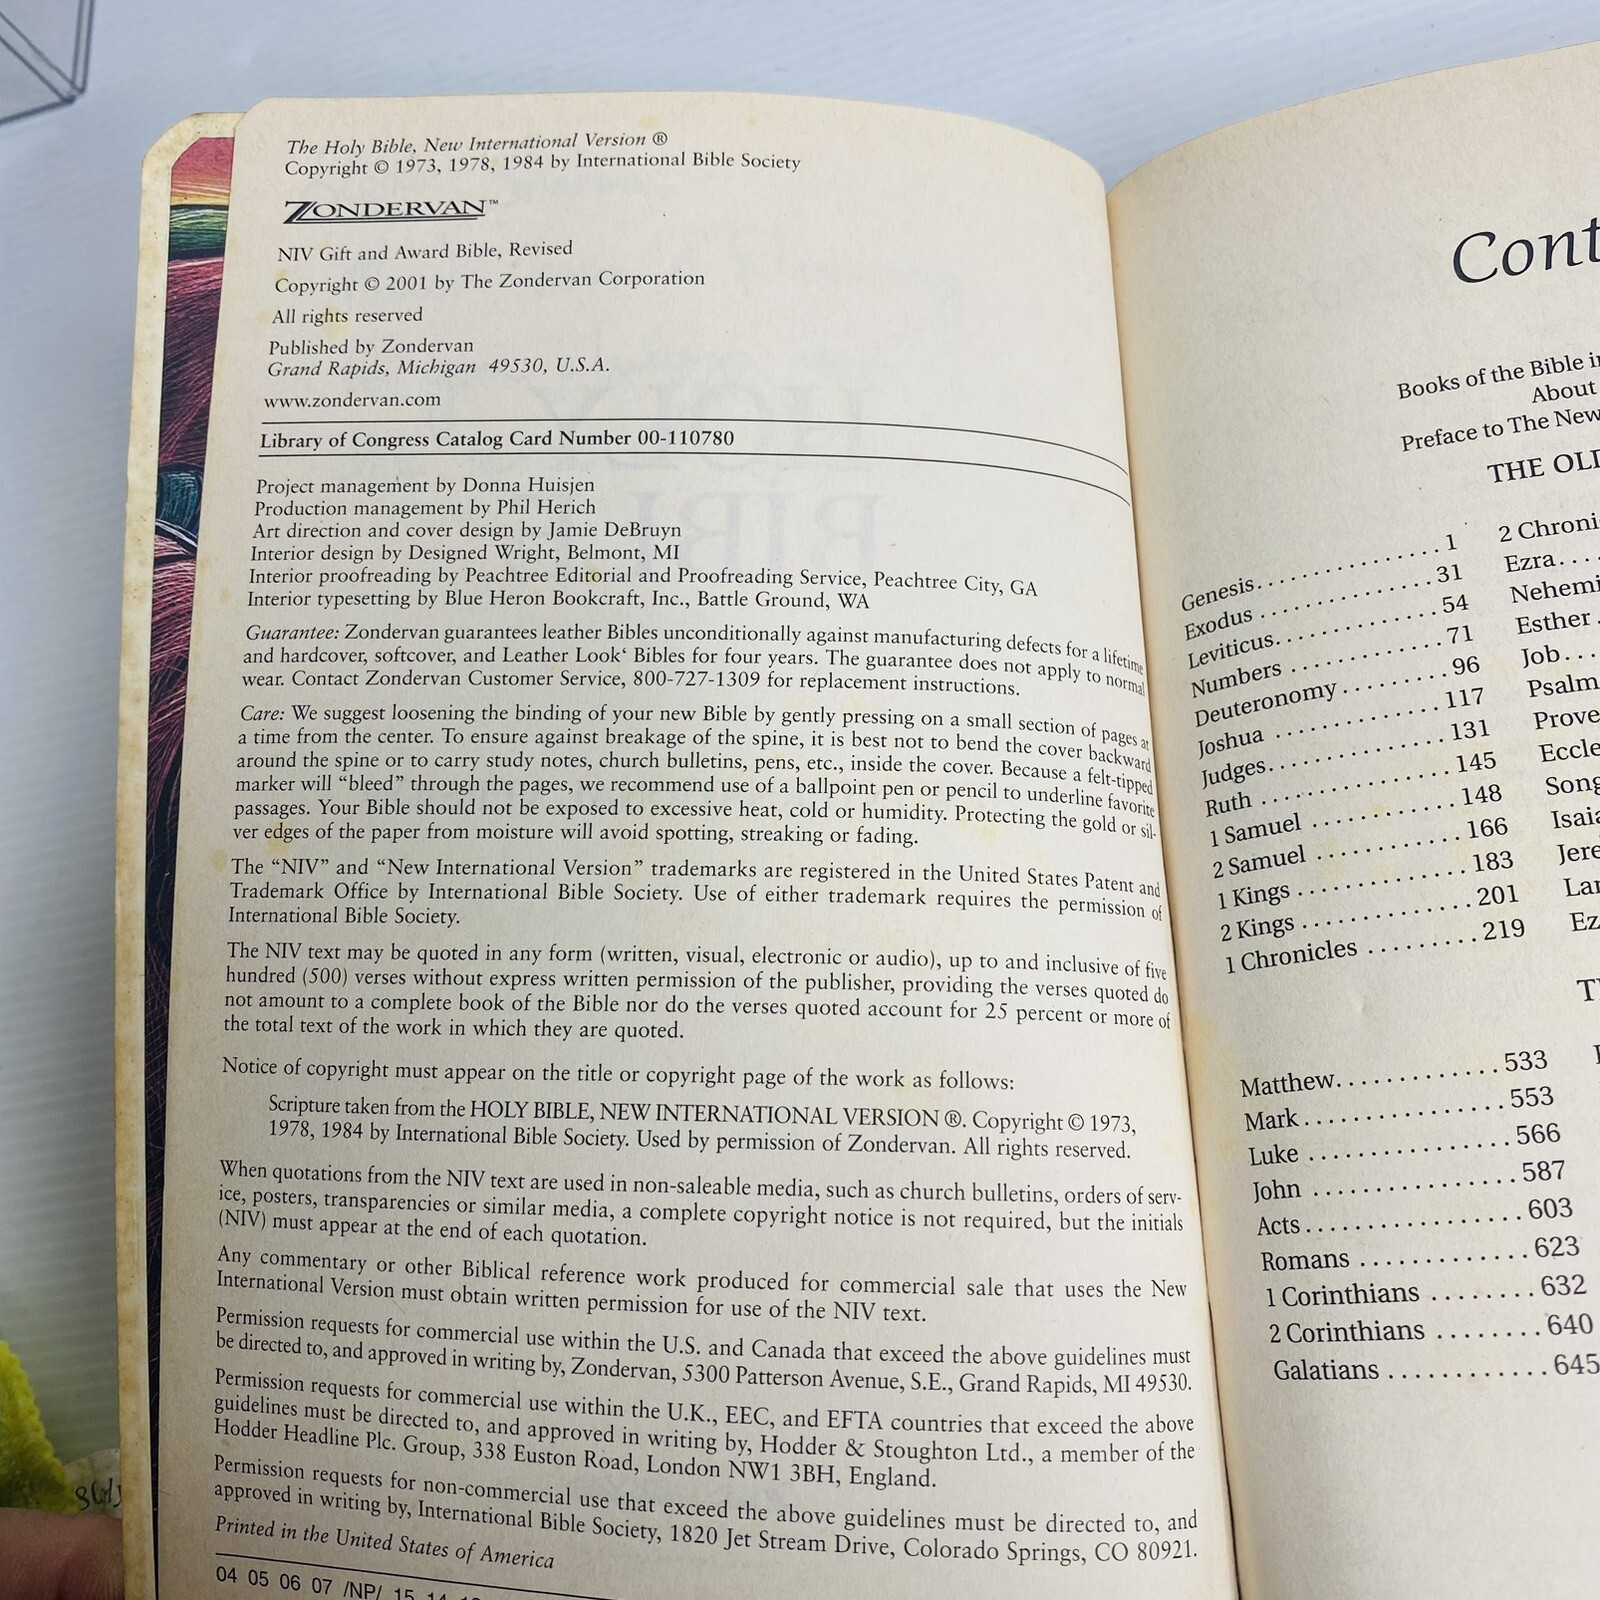 The Holy Bible, New International Version ®
Copyright © 1973, 1978, 1984 by International Bible Society
ZONDERVAN™
NIV Gift and Award Bible, Revised
Copyright © 2001 by The Zondervan Corporation
All rights reserved
Published by Zondervan
Grand Rapids, Michigan 49530, U.S.A.
www.zondervan.com
Library of Congress Catalog Card Number 00-110780
Project management by Donna Huisjen
Production management by Phil Herich
Art direction and cover design by Jamie DeBruyn
Interior design by Designed Wright, Belmont, MI
Interior proofreading by Peachtree Editorial and Proofreading Service, Peachtree City, GA
Interior typesetting by Blue Heron Bookcraft, Inc., Battle Ground, WA
Guarantee: Zondervan guarantees leather Bibles unconditionally against manufacturing defects for a lifetime
and hardcover, softcover, and Leather Look‘ Bibles for four years. The guarantee does not apply to normal
wear. Contact Zondervan Customer Service, 800-727-1309 for replacement instructions.
Care: We suggest loosening the binding of your new Bible by gently pressing on a small section of pages at
a time from the center. To ensure against breakage of the spine, it is best not to bend the cover backward
around the spine or to carry study notes, church bulletins, pens, etc., inside the cover. Because a felt-tipped
marker will “bleed” through the pages, we recommend use of a ballpoint pen or pencil to underline favorite
passages. Your Bible should not be exposed to excessive heat, cold or humidity. Protecting the gold or sil-
ver edges of the paper from moisture will avoid spotting, streaking or fading.
The “NIV” and “New International Version” trademarks are registered in the United States Patent and
Trademark Office by International Bible Society. Use of either trademark requires the permission of
International Bible Society.
The NIV text may be quoted in any form (written, visual, electronic or audio), up to and inclusive of five
hundred (500) verses without express written permission of the publisher, providing the verses quoted do
not amount to a complete book of the Bible nor do the verses quoted account for 25 percent or more of
the total text of the work in which they are quoted.
Notice of copyright must appear on the title or copyright page of the work as follows:
Scripture taken from the HOLY BIBLE, NEW INTERNATIONAL VERSION ®. Copyright © 1973,
1978, 1984 by International Bible Society. Used by permission of Zondervan. All rights reserved.
When quotations from the NIV text are used in non-saleable media, such as church bulletins, orders of serv-
ice, posters, transparencies or similar media, a complete copyright notice is not required, but the initials
(NIV) must appear at the end of each quotation.
Any commentary or other Biblical reference work produced for commercial sale that uses the New
International Version must obtain written permission for use of the NIV text.
Permission requests for commercial use within the U.S. and Canada that exceed the above guidelines must
be directed to, and approved in writing by, Zondervan, 5300 Patterson Avenue, S.E., Grand Rapids, MI 49530.
Permission requests for commercial use within the U.K., EEC, and EFTA countries that exceed the above
guidelines must be directed to, and approved in writing by, Hodder & Stoughton Ltd., a member of the
Hodder Headline Plc. Group, 338 Euston Road, London NW1 3BH, England.
Permission requests for non-commercial use that exceed the above guidelines must be directed to, and
approved in writing by, International Bible Society, 1820 Jet Stream Drive, Colorado Springs, CO 80921.
Printed in the United States of America
04 05 06 07 /NP/ 15 14
Cont
Books of the Bible in
About
Preface to The New
THE OLD
Genesis.............. 1
Exodus .............. 31
Leviticus.............. 54
Numbers .............. 71
Deuteronomy ......... 96
Joshua .............. 117
Judges.............. 131
Ruth .............. 145
1 Samuel ............ 148
2 Samuel ............ 166
1 Kings .............. 183
2 Kings .............. 201
1 Chronicles ......... 219
2 Chroni
Ezra....
Nehemi
Esther .
Job...
Psalm
Prove
Eccle
Song
Isaia
Jere
Lar
Ez
Matthew.............. 533
Mark................ 553
Luke ................ 566
John ................ 587
Acts................. 603
Romans .............. 623
1 Corinthians ........ 632
2 Corinthians ........ 640
Galatians ............ 645